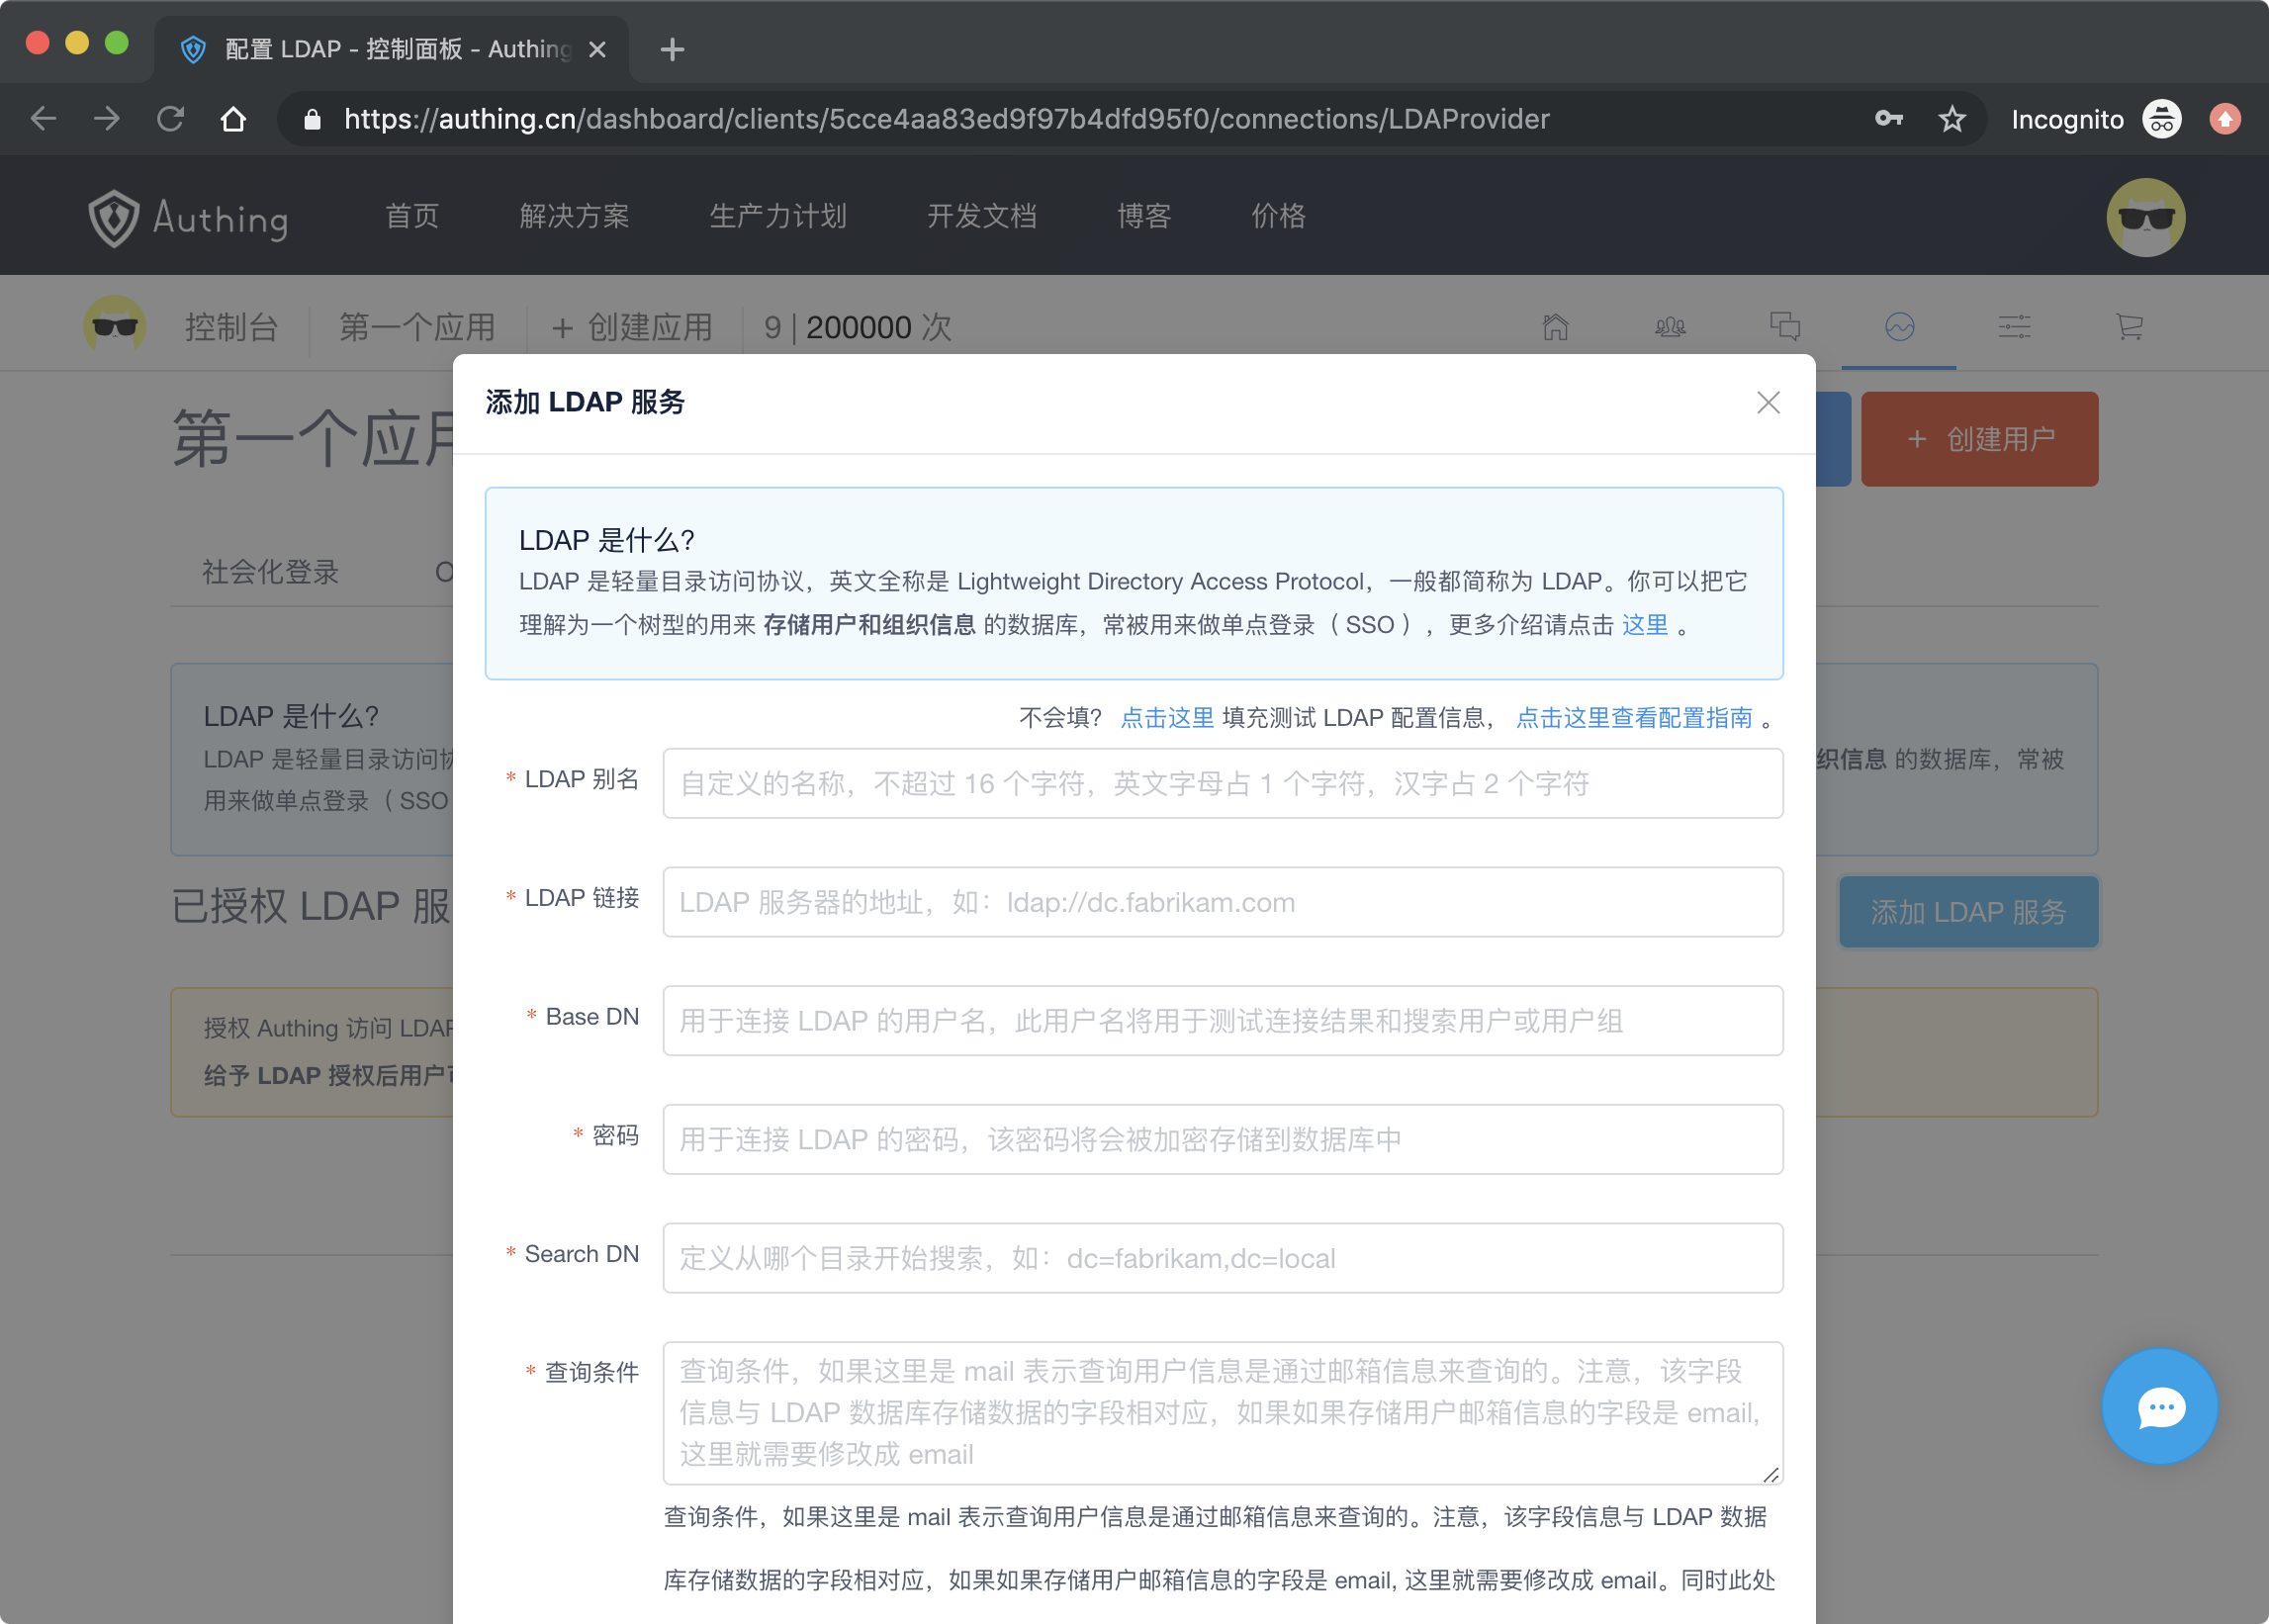 配置 LDAP - 控制面板 - Authing
https://authing.cn/dashboard/clients/5cce4aa83ed9f97b4dfd95f0/connections/LDAProvider
Incognito
Authing
首页
解决方案
生产力计划
开发文档
博客
价格
控制台
第一个应用
+ 创建应用
9 | 200000 次
第一个应用
+ 创建用户
添加 LDAP 服务
LDAP 是什么?
LDAP 是轻量目录访问协议，英文全称是 Lightweight Directory Access Protocol，一般都简称为 LDAP。你可以把它
理解为一个树型的用来 存储用户和组织信息 的数据库，常被用来做单点登录（ SSO ），更多介绍请点击 这里 。
社会化登录
LDAP 是什么?
LDAP 是轻量目录访问协
织信息 的数据库，常被
用来做单点登录（ SSO
不会填? 点击这里 填充测试 LDAP 配置信息， 点击这里查看配置指南 。
* LDAP 别名
自定义的名称，不超过 16 个字符，英文字母占 1 个字符，汉字占 2 个字符
* LDAP 链接
LDAP 服务器的地址，如：ldap://dc.fabrikam.com
已授权 LDAP 服
添加 LDAP 服务
* Base DN
用于连接 LDAP 的用户名，此用户名将用于测试连接结果和搜索用户或用户组
授权 Authing 访问 LDAP
给予 LDAP 授权后用户
* 密码
用于连接 LDAP 的密码，该密码将会被加密存储到数据库中
* Search DN
定义从哪个目录开始搜索，如：dc=fabrikam,dc=local
* 查询条件
查询条件，如果这里是 mail 表示查询用户信息是通过邮箱信息来查询的。注意，该字段
信息与 LDAP 数据库存储数据的字段相对应，如果如果存储用户邮箱信息的字段是 email,
这里就需要修改成 email
查询条件，如果这里是 mail 表示查询用户信息是通过邮箱信息来查询的。注意，该字段信息与 LDAP 数据
库存储数据的字段相对应，如果如果存储用户邮箱信息的字段是 email, 这里就需要修改成 email。同时此处